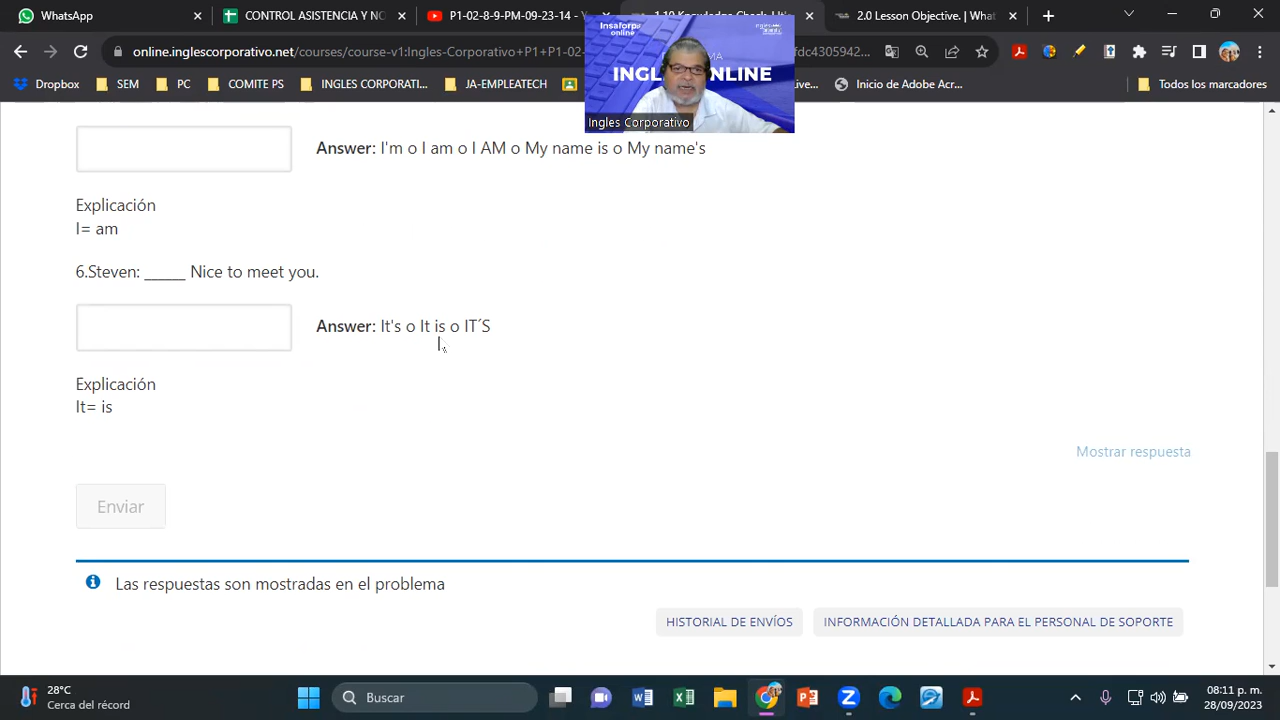 WhatsApp
CONTROL ASISTENCIA Y NO
P1-02-8-9-PM-09-23-14 -
2.0 Lesson Objective. | What
online.inglescorporativo.net/courses/course-v1:Ingles-Corporativo+P1+P1-02-
fdc4305942...
Dropbox
SEM
PC
COMITE PS
INGLES CORPORATI...
JA-EMPLEATECH
Inicio de Adobe Acr...
Todos los marcadores
Insaforp
online
INGL NLINE
Ingles Corporativo
Answer: I'm o I am o I AM o My name is o My name's
Explicación
I= am
6.Steven: _____ Nice to meet you.
Answer: It's o It is o IT´S
Explicación
It= is
Mostrar respuesta
Enviar
Las respuestas son mostradas en el problema
HISTORIAL DE ENVÍOS
INFORMACIÓN DETALLADA PARA EL PERSONAL DE SOPORTE
28°C
Cerca del récord
Buscar
08:11 p. m.
28/09/2023